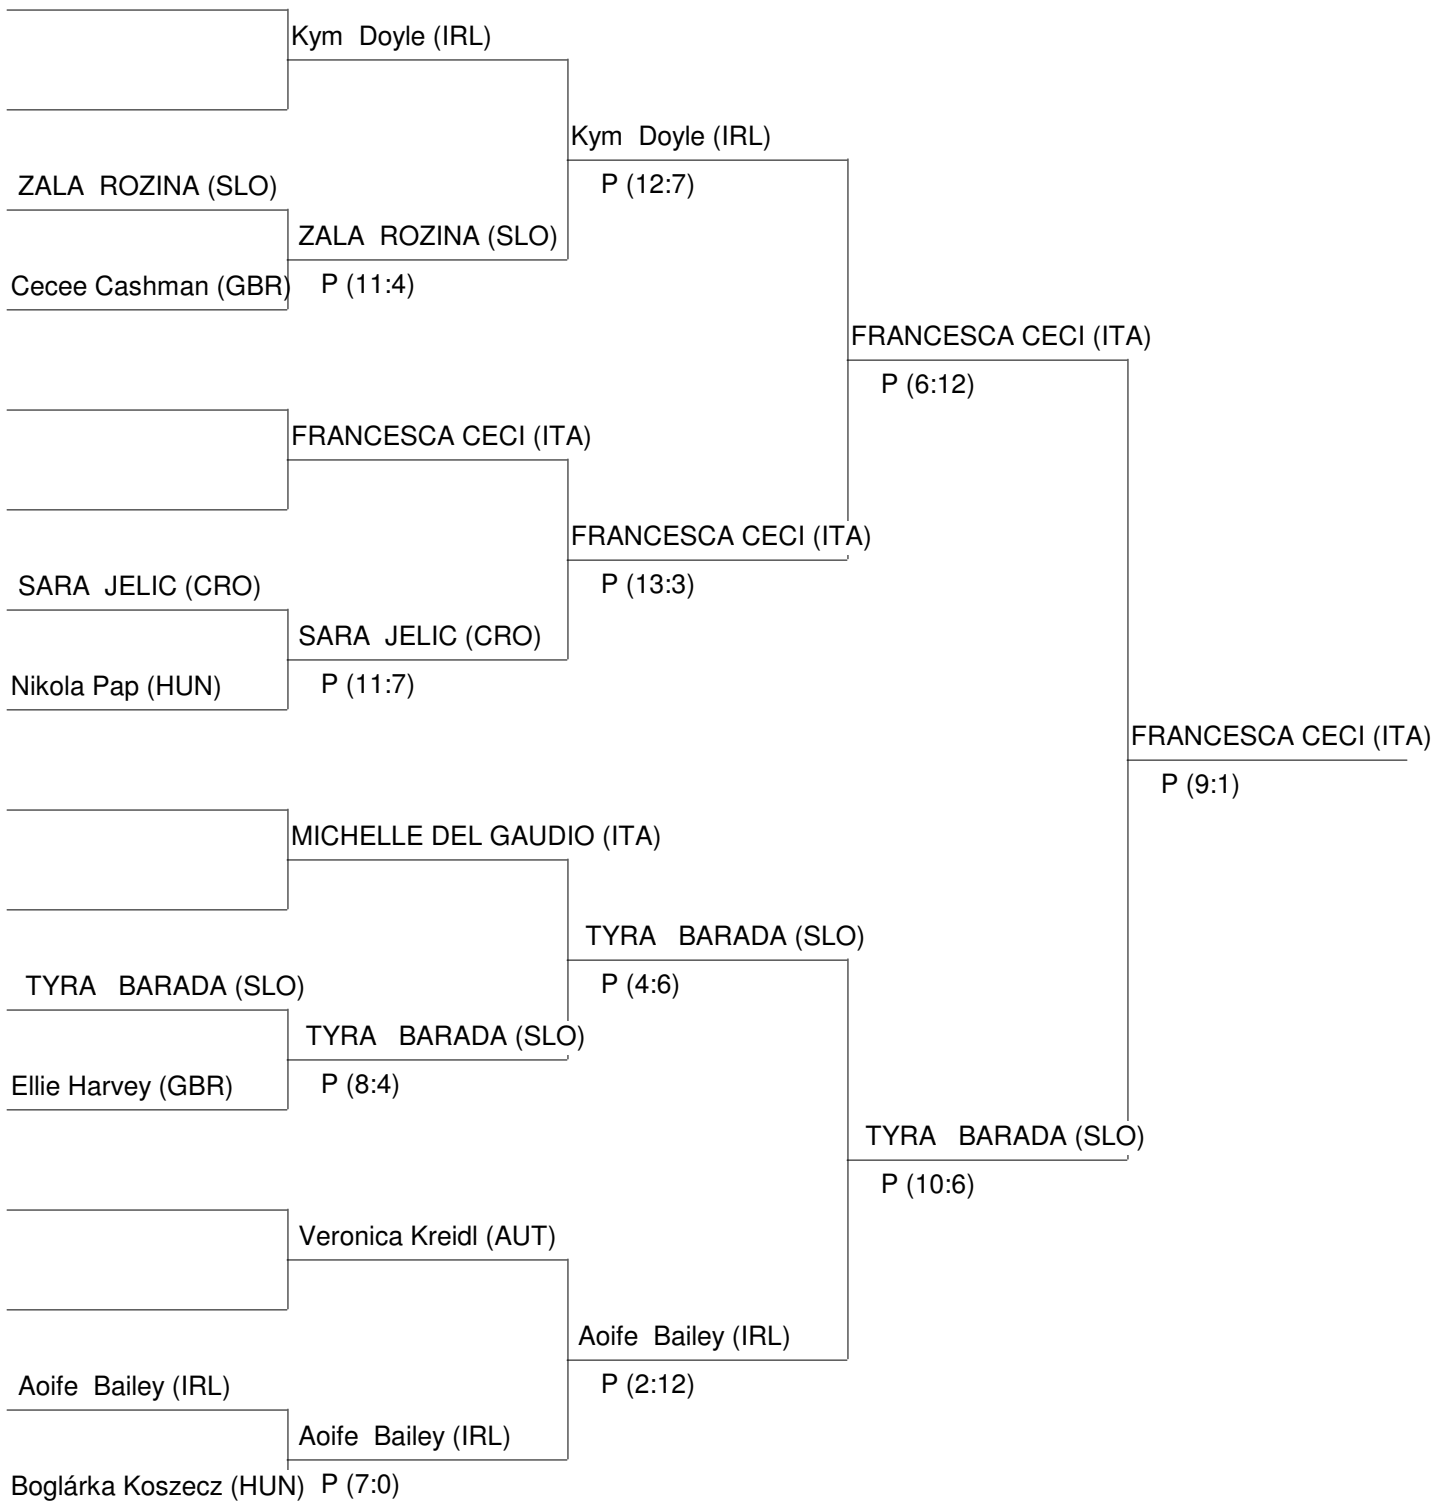 Kym Doyle (IRL)
Kym Doyle (IRL)
P (12:7)
ZALA ROZINA (SLO)
ZALA ROZINA (SLO)
Cecee Cashman (GBR)
P (11:4)
FRANCESCA CECI (ITA)
P (6:12)
FRANCESCA CECI (ITA)
FRANCESCA CECI (ITA)
P (13:3)
SARA JELIC (CRO)
SARA JELIC (CRO)
Nikola Pap (HUN)
P (11:7)
FRANCESCA CECI (ITA)
P (9:1)
MICHELLE DEL GAUDIO (ITA)
TYRA BARADA (SLO)
P (4:6)
TYRA BARADA (SLO)
TYRA BARADA (SLO)
Ellie Harvey (GBR)
P (8:4)
TYRA BARADA (SLO)
P (10:6)
Veronica Kreidl (AUT)
Aoife Bailey (IRL)
P (2:12)
Aoife Bailey (IRL)
Aoife Bailey (IRL)
Boglárka Koszecz (HUN)
P (7:0)